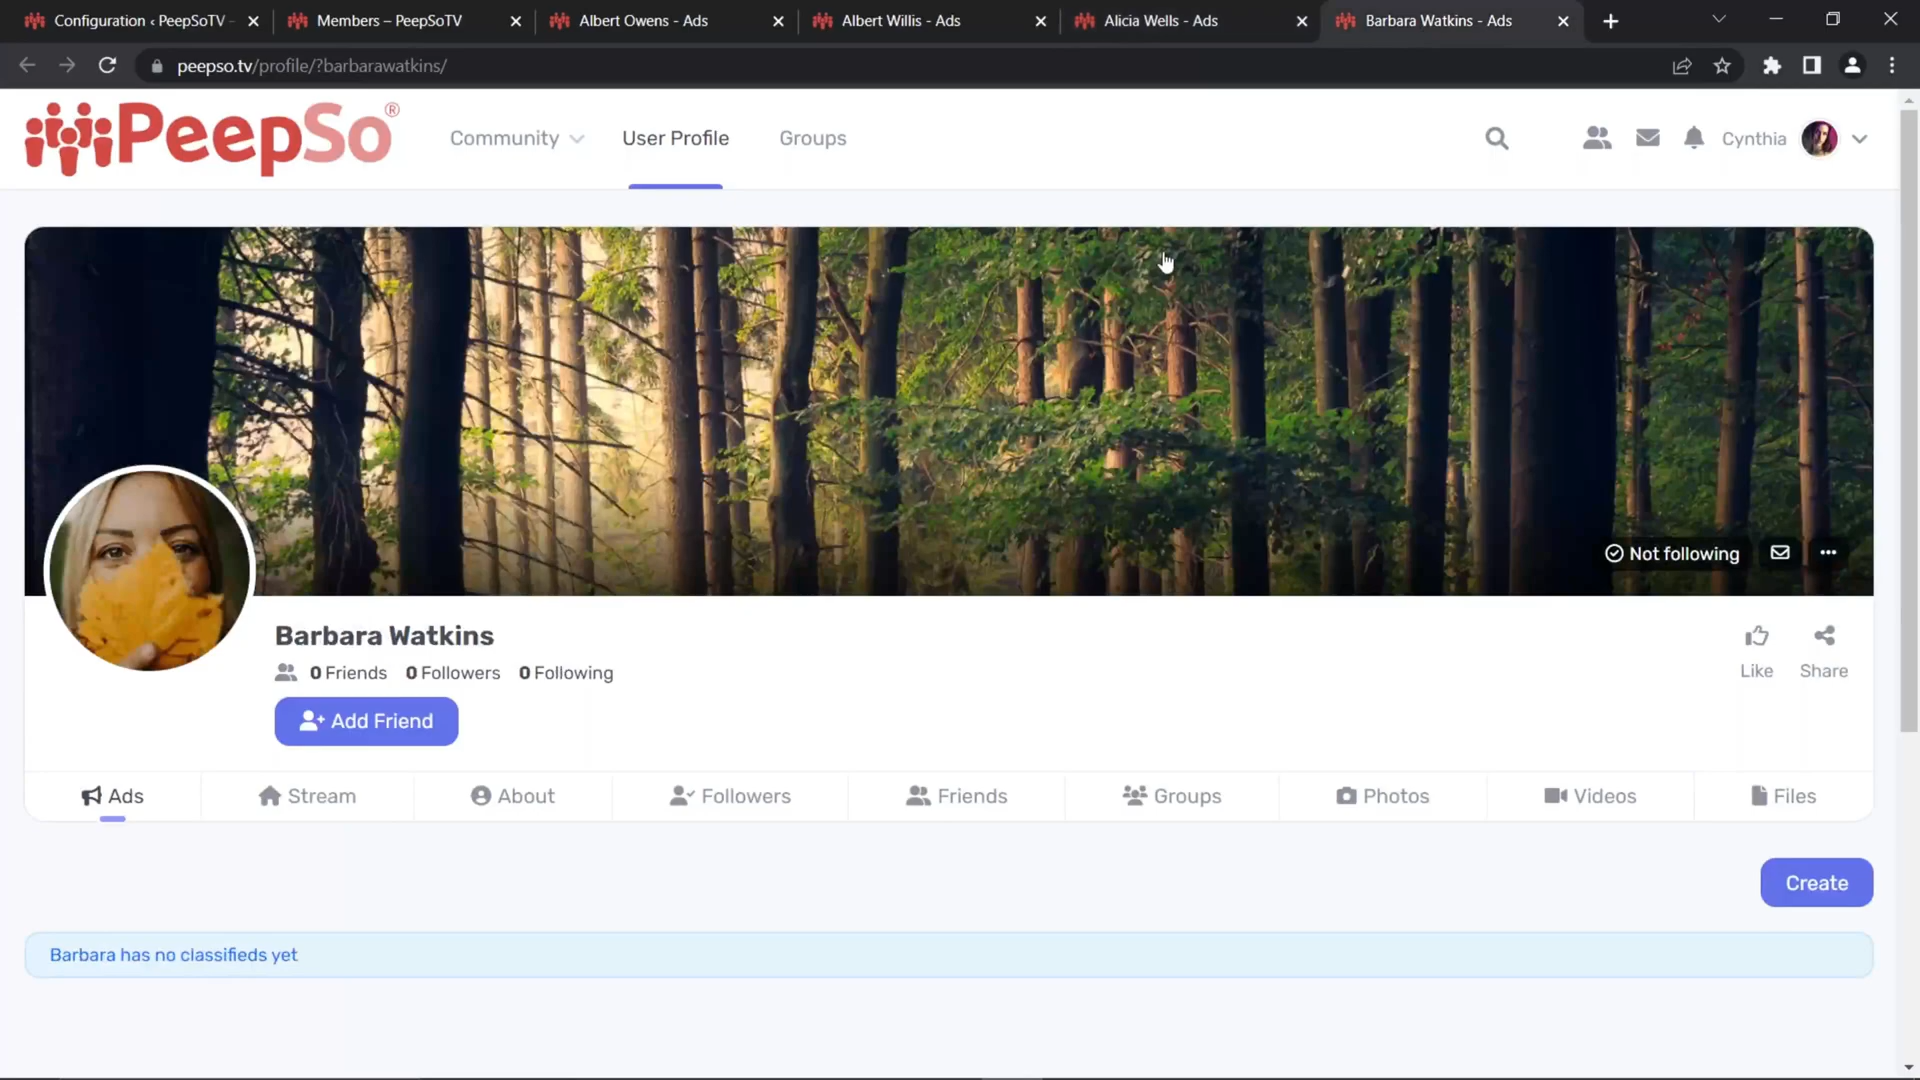 Configuration ‹ PeepSoTV -
Members – PeepSoTV
Albert Owens - Ads
Albert Willis - Ads
Alicia Wells - Ads
Barbara Watkins - Ads
peepso.tv/profile/?barbarawatkins/
PeepSo®
Community
User Profile
Groups
Cynthia
Not following
Barbara Watkins
0 Friends 0 Followers 0 Following
Like
Share
Add Friend
Ads
Stream
About
Followers
Friends
Groups
Photos
Videos
Files
Create
Barbara has no classifieds yet